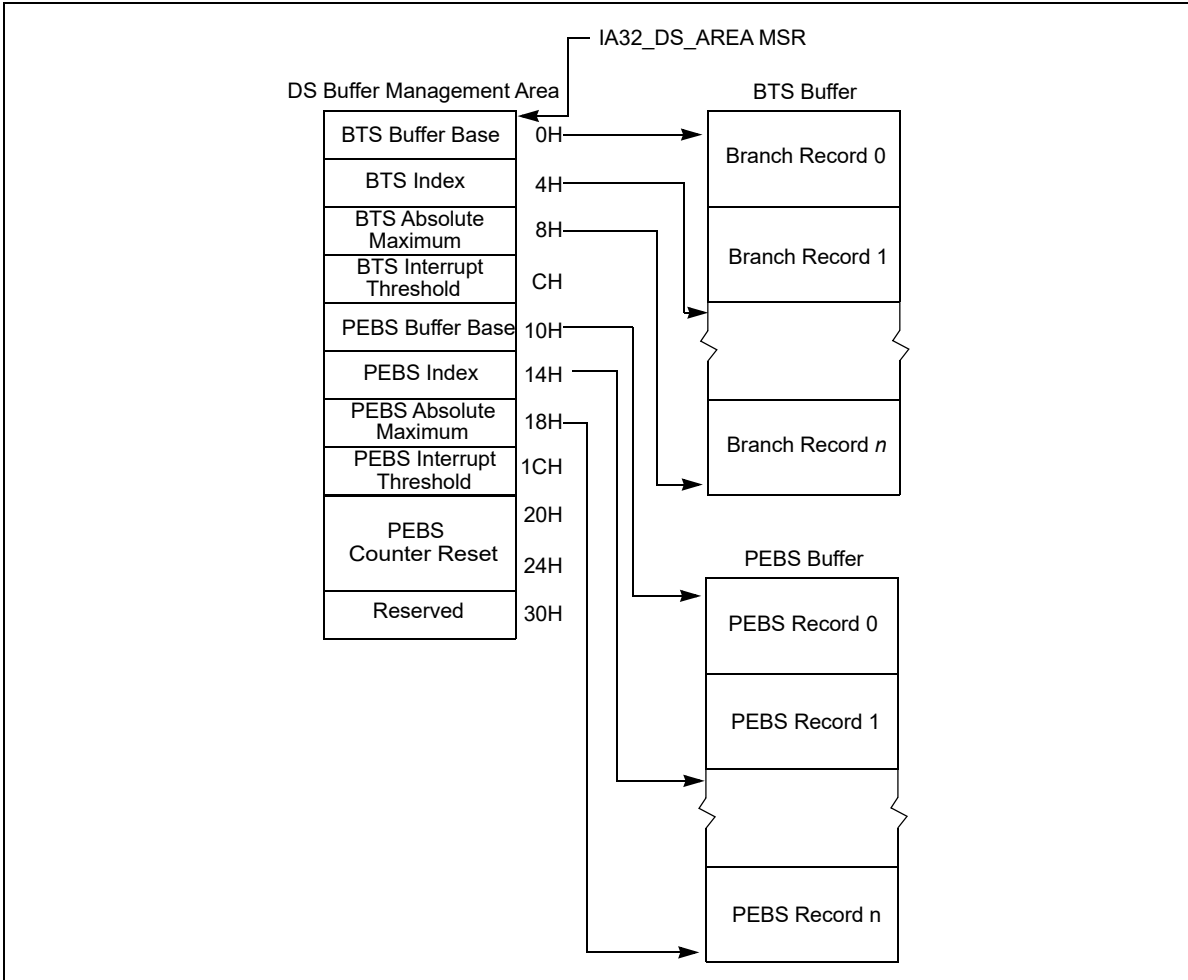 IA32_DS_AREA MSR
DS Buffer Management Area
BTS Buffer Base
0H
BTS Index
4H
BTS Absolute
Maximum
8H
BTS Interrupt
Threshold
CH
PEBS Buffer Base
10H
PEBS Index
14H
PEBS Absolute
Maximum
18H
PEBS Interrupt
Threshold
1CH
PEBS
Counter Reset
20H
24H
Reserved
30H
BTS Buffer
Branch Record 0
Branch Record 1
Branch Record n
PEBS Buffer
PEBS Record 0
PEBS Record 1
PEBS Record n